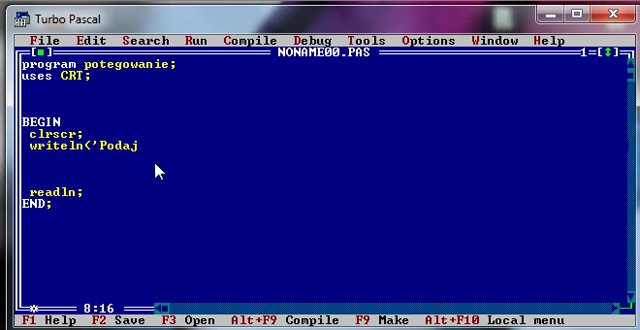 Turbo Pascal
File Edit Search Run Compile Debug Tools Options Window Help
NONAME00.PAS 1
program potegowanie;
uses CRT;
BEGIN
clrscr;
writeln('Podaj
readln;
END;
8:16
F1 Help F2 Save F3 Open Alt+F9 Compile F9 Make Alt+F10 Local menu